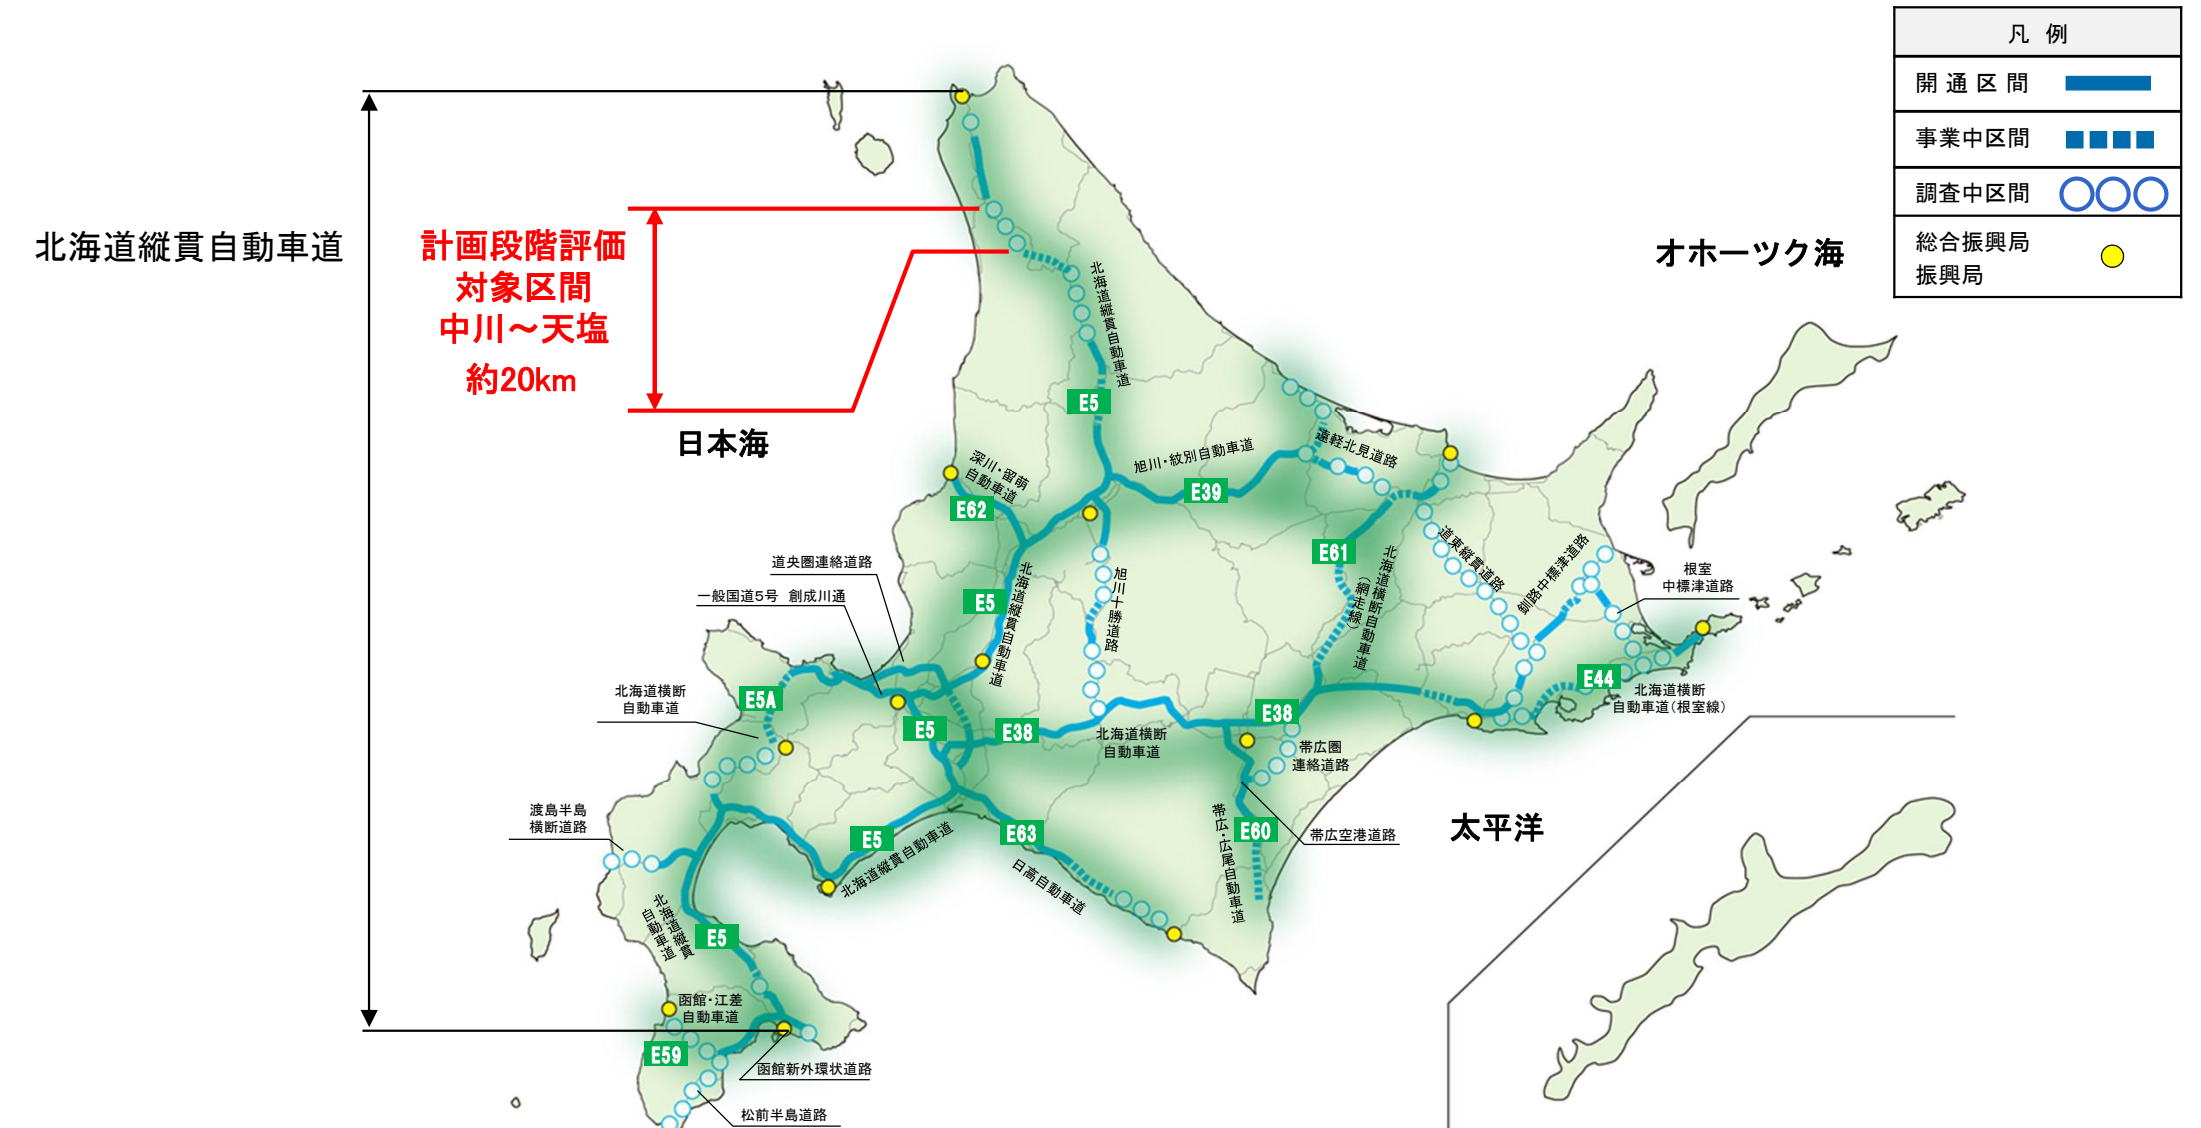 凡 例
開 通 区 間
事業中区間
調査中区間
総合振興局
振興局
北海道縦貫自動車道
計画段階評価
対象区間
中川～天塩
約20km
オホーツク海
日本海
太平洋
北海道縦貫自動車道
E5
深川・留萌
自動車道
E62
旭川・紋別自動車道
E39
遠軽北見道路
E61
北海道横断自動車道
(網走線)
道東縦貫道路
釧路中標津道路
根室
中標津道路
道央圏連絡道路
一般国道5号 創成川通
E5
北海道縦貫自動車道
旭川十勝道路
E5A
北海道横断
自動車道
E5
E38
北海道横断
自動車道
E38
帯広圏
連絡道路
E44
北海道横断
自動車道(根室線)
渡島半島
横断道路
E5
北海道縦貫自動車道
E63
日高自動車道
E60
帯広・広尾自動車道
帯広空港道路
北海道縦貫
自動車道
E5
函館・江差
自動車道
E59
函館新外環状道路
松前半島道路